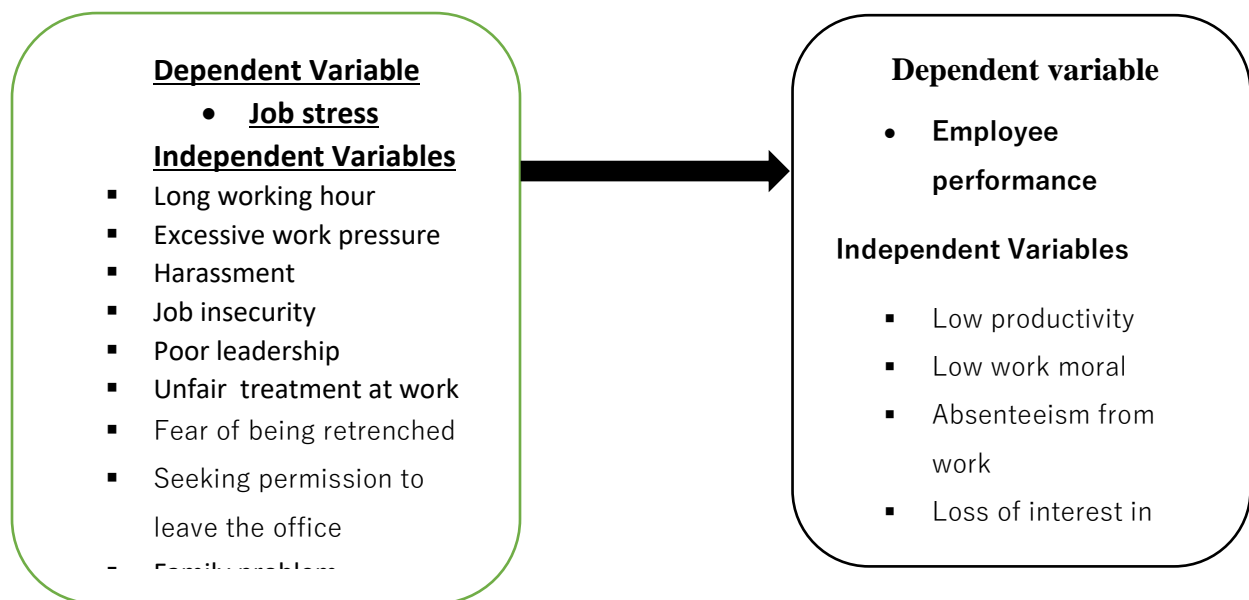 Dependent Variable
• Job stress
Independent Variables
▪ Long working hour
▪ Excessive work pressure
▪ Harassment
▪ Job insecurity
▪ Poor leadership
▪ Unfair treatment at work
▪ Fear of being retrenched
▪ Seeking permission to
leave the office
▪ Family problem
Dependent variable
• Employee
performance
Independent Variables
▪ Low productivity
▪ Low work moral
▪ Absenteeism from
work
▪ Loss of interest in